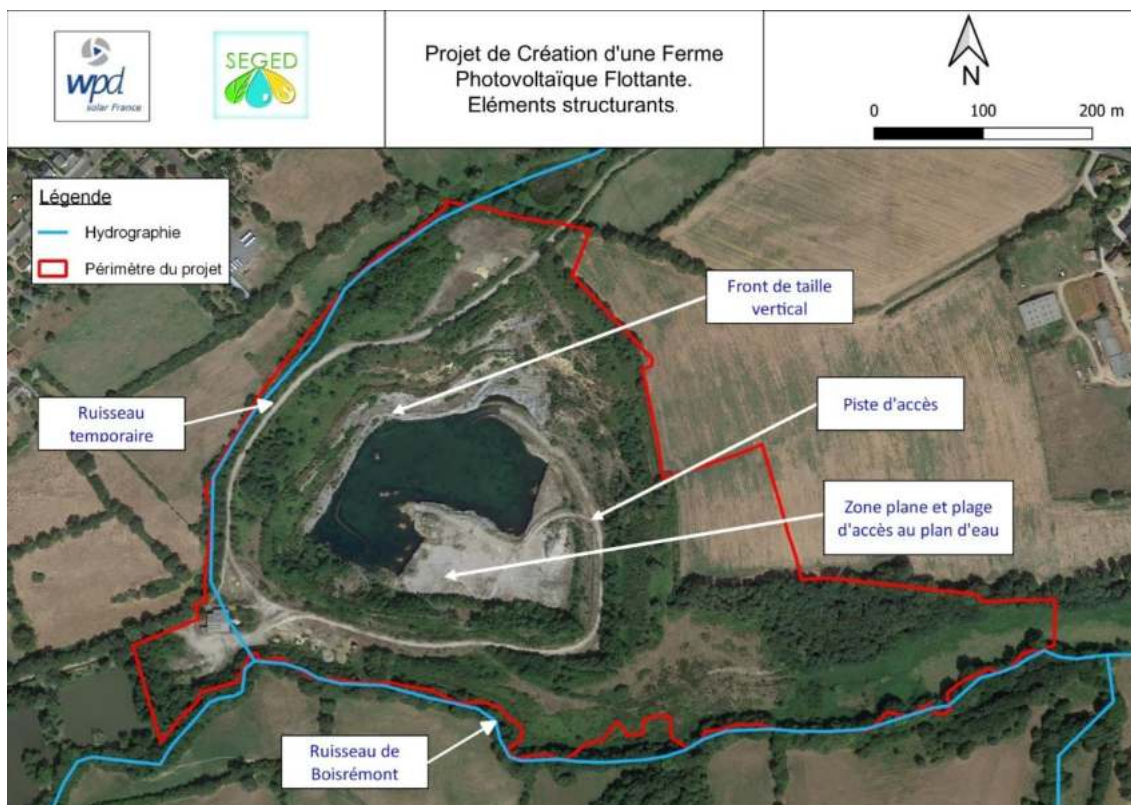 wpd
solar France
SEGED
Projet de Création d'une Ferme
Photovoltaïque Flottante.
Eléments structurants.
N
0 100 200 m
Légende
Hydrographie
Périmètre du projet
Front de taille
vertical
Ruisseau
temporaire
Piste d'accès
Zone plane et plage
d'accès au plan d'eau
Ruisseau de
Boisrémont